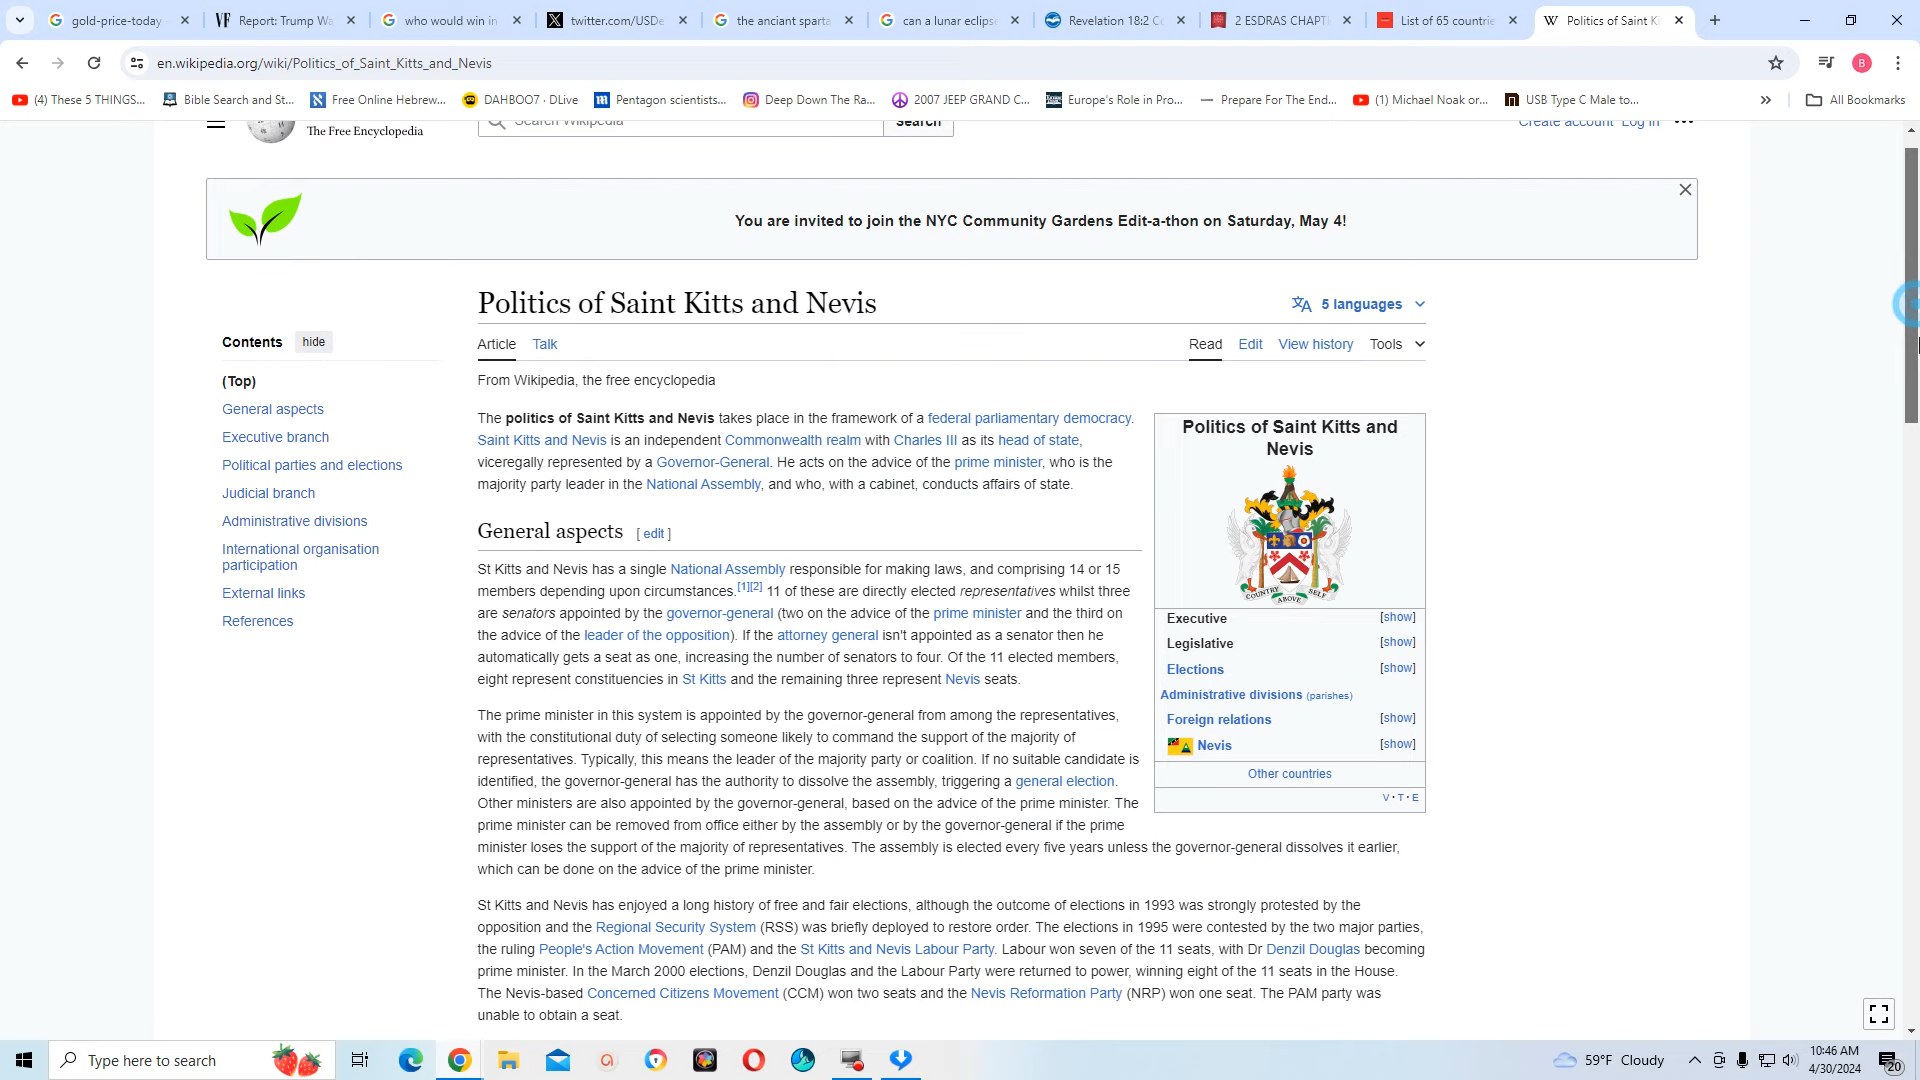 gold-price-today
Report: Trump Wa
who would win in
twitter.com/USDe
the anciant sparta
can a lunar eclips
Revelation 18:2 C
2 ESDRAS CHAPT
List of 65 countrie
Politics of Saint K
en.wikipedia.org/wiki/Politics_of_Saint_Kitts_and_Nevis
B
(4) These 5 THINGS...
Bible Search and St...
Free Online Hebrew...
DAHBOO7 · DLive
Pentagon scientists...
Deep Down The Ra...
2007 JEEP GRAND C...
Europe's Role in Pro...
Prepare For The End...
(1) Michael Noak or...
USB Type C Male to...
All Bookmarks
The Free Encyclopedia
Search Wikipedia
Search
Create account Log in
You are invited to join the NYC Community Gardens Edit-a-thon on Saturday, May 4!
Politics of Saint Kitts and Nevis
5 languages
Contents hide
(Top)
General aspects
Executive branch
Political parties and elections
Judicial branch
Administrative divisions
International organisation
participation
External links
References
Article Talk
Read Edit View history Tools
From Wikipedia, the free encyclopedia
The politics of Saint Kitts and Nevis takes place in the framework of a federal parliamentary democracy.
Saint Kitts and Nevis is an independent Commonwealth realm with Charles III as its head of state,
viceregally represented by a Governor-General. He acts on the advice of the prime minister, who is the
majority party leader in the National Assembly, and who, with a cabinet, conducts affairs of state.
General aspects [ edit ]
St Kitts and Nevis has a single National Assembly responsible for making laws, and comprising 14 or 15
members depending upon circumstances.[1][2] 11 of these are directly elected representatives whilst three
are senators appointed by the governor-general (two on the advice of the prime minister and the third on
the advice of the leader of the opposition). If the attorney general isn't appointed as a senator then he
automatically gets a seat as one, increasing the number of senators to four. Of the 11 elected members,
eight represent constituencies in St Kitts and the remaining three represent Nevis seats.
The prime minister in this system is appointed by the governor-general from among the representatives,
with the constitutional duty of selecting someone likely to command the support of the majority of
representatives. Typically, this means the leader of the majority party or coalition. If no suitable candidate is
identified, the governor-general has the authority to dissolve the assembly, triggering a general election.
Other ministers are also appointed by the governor-general, based on the advice of the prime minister. The
prime minister can be removed from office either by the assembly or by the governor-general if the prime
minister loses the support of the majority of representatives. The assembly is elected every five years unless the governor-general dissolves it earlier,
which can be done on the advice of the prime minister.
St Kitts and Nevis has enjoyed a long history of free and fair elections, although the outcome of elections in 1993 was strongly protested by the
opposition and the Regional Security System (RSS) was briefly deployed to restore order. The elections in 1995 were contested by the two major parties,
the ruling People's Action Movement (PAM) and the St Kitts and Nevis Labour Party. Labour won seven of the 11 seats, with Dr Denzil Douglas becoming
prime minister. In the March 2000 elections, Denzil Douglas and the Labour Party were returned to power, winning eight of the 11 seats in the House.
The Nevis-based Concerned Citizens Movement (CCM) won two seats and the Nevis Reformation Party (NRP) won one seat. The PAM party was
unable to obtain a seat.
Politics of Saint Kitts and
Nevis
COUNTRY ABOVE SELF
Executive [show]
Legislative [show]
Elections [show]
Administrative divisions (parishes)
Foreign relations [show]
Nevis [show]
Other countries
V · T · E
Type here to search
59°F Cloudy
10:46 AM
4/30/2024
20